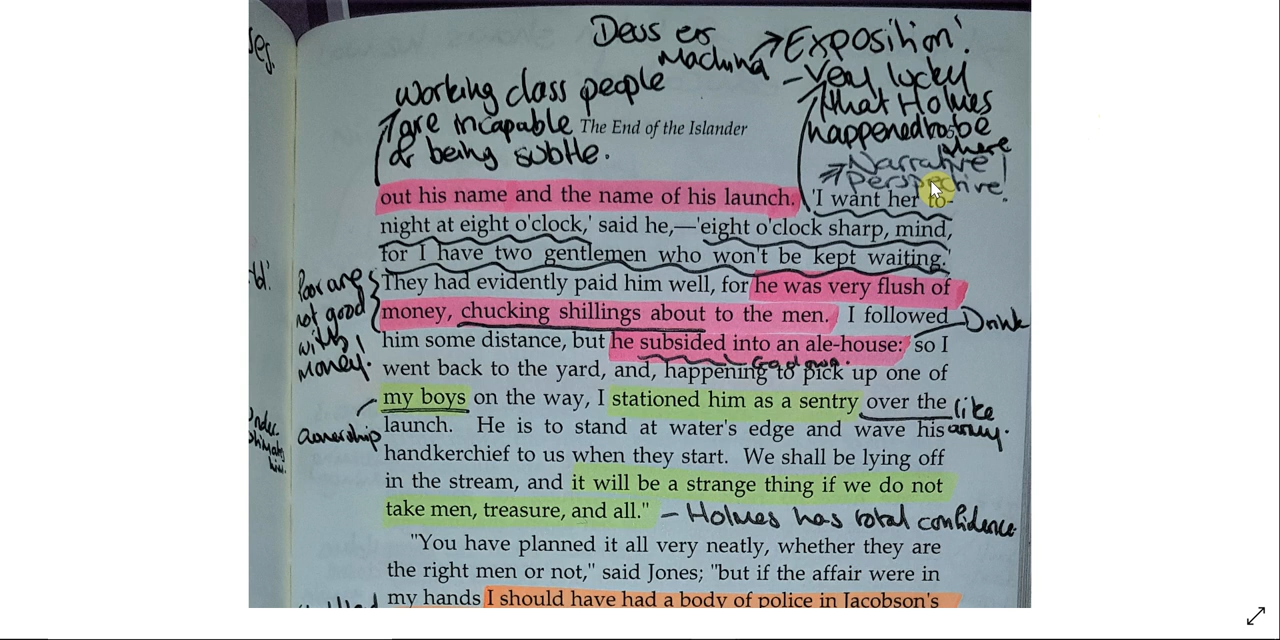 Deus ex
Machina
Exposition!
- Very lucky
that Holmes
happened to be
there
Narrative
Perspective!
working class people
are incapable
of being subtle.
The End of the Islander
out his name and the name of his launch. 'I want her to-
night at eight o'clock,' said he,—'eight o'clock sharp, mind,
for I have two gentlemen who won't be kept waiting.'
They had evidently paid him well, for he was very flush of
money, chucking shillings about to the men. I followed
him some distance, but he subsided into an ale-house: so I
went back to the yard, and, happening to pick up one of
my boys on the way, I stationed him as a sentry over the
launch. He is to stand at water's edge and wave his
handkerchief to us when they start. We shall be lying off
in the stream, and it will be a strange thing if we do not
take men, treasure, and all."
"You have planned it all very neatly, whether they are
the right men or not," said Jones; "but if the affair were in
my hands I should have had a body of police in Jacobson's
Poor are
not good
with
money!
Drink
Go down.
ownership
like
army.
- Holmes has total confidence.